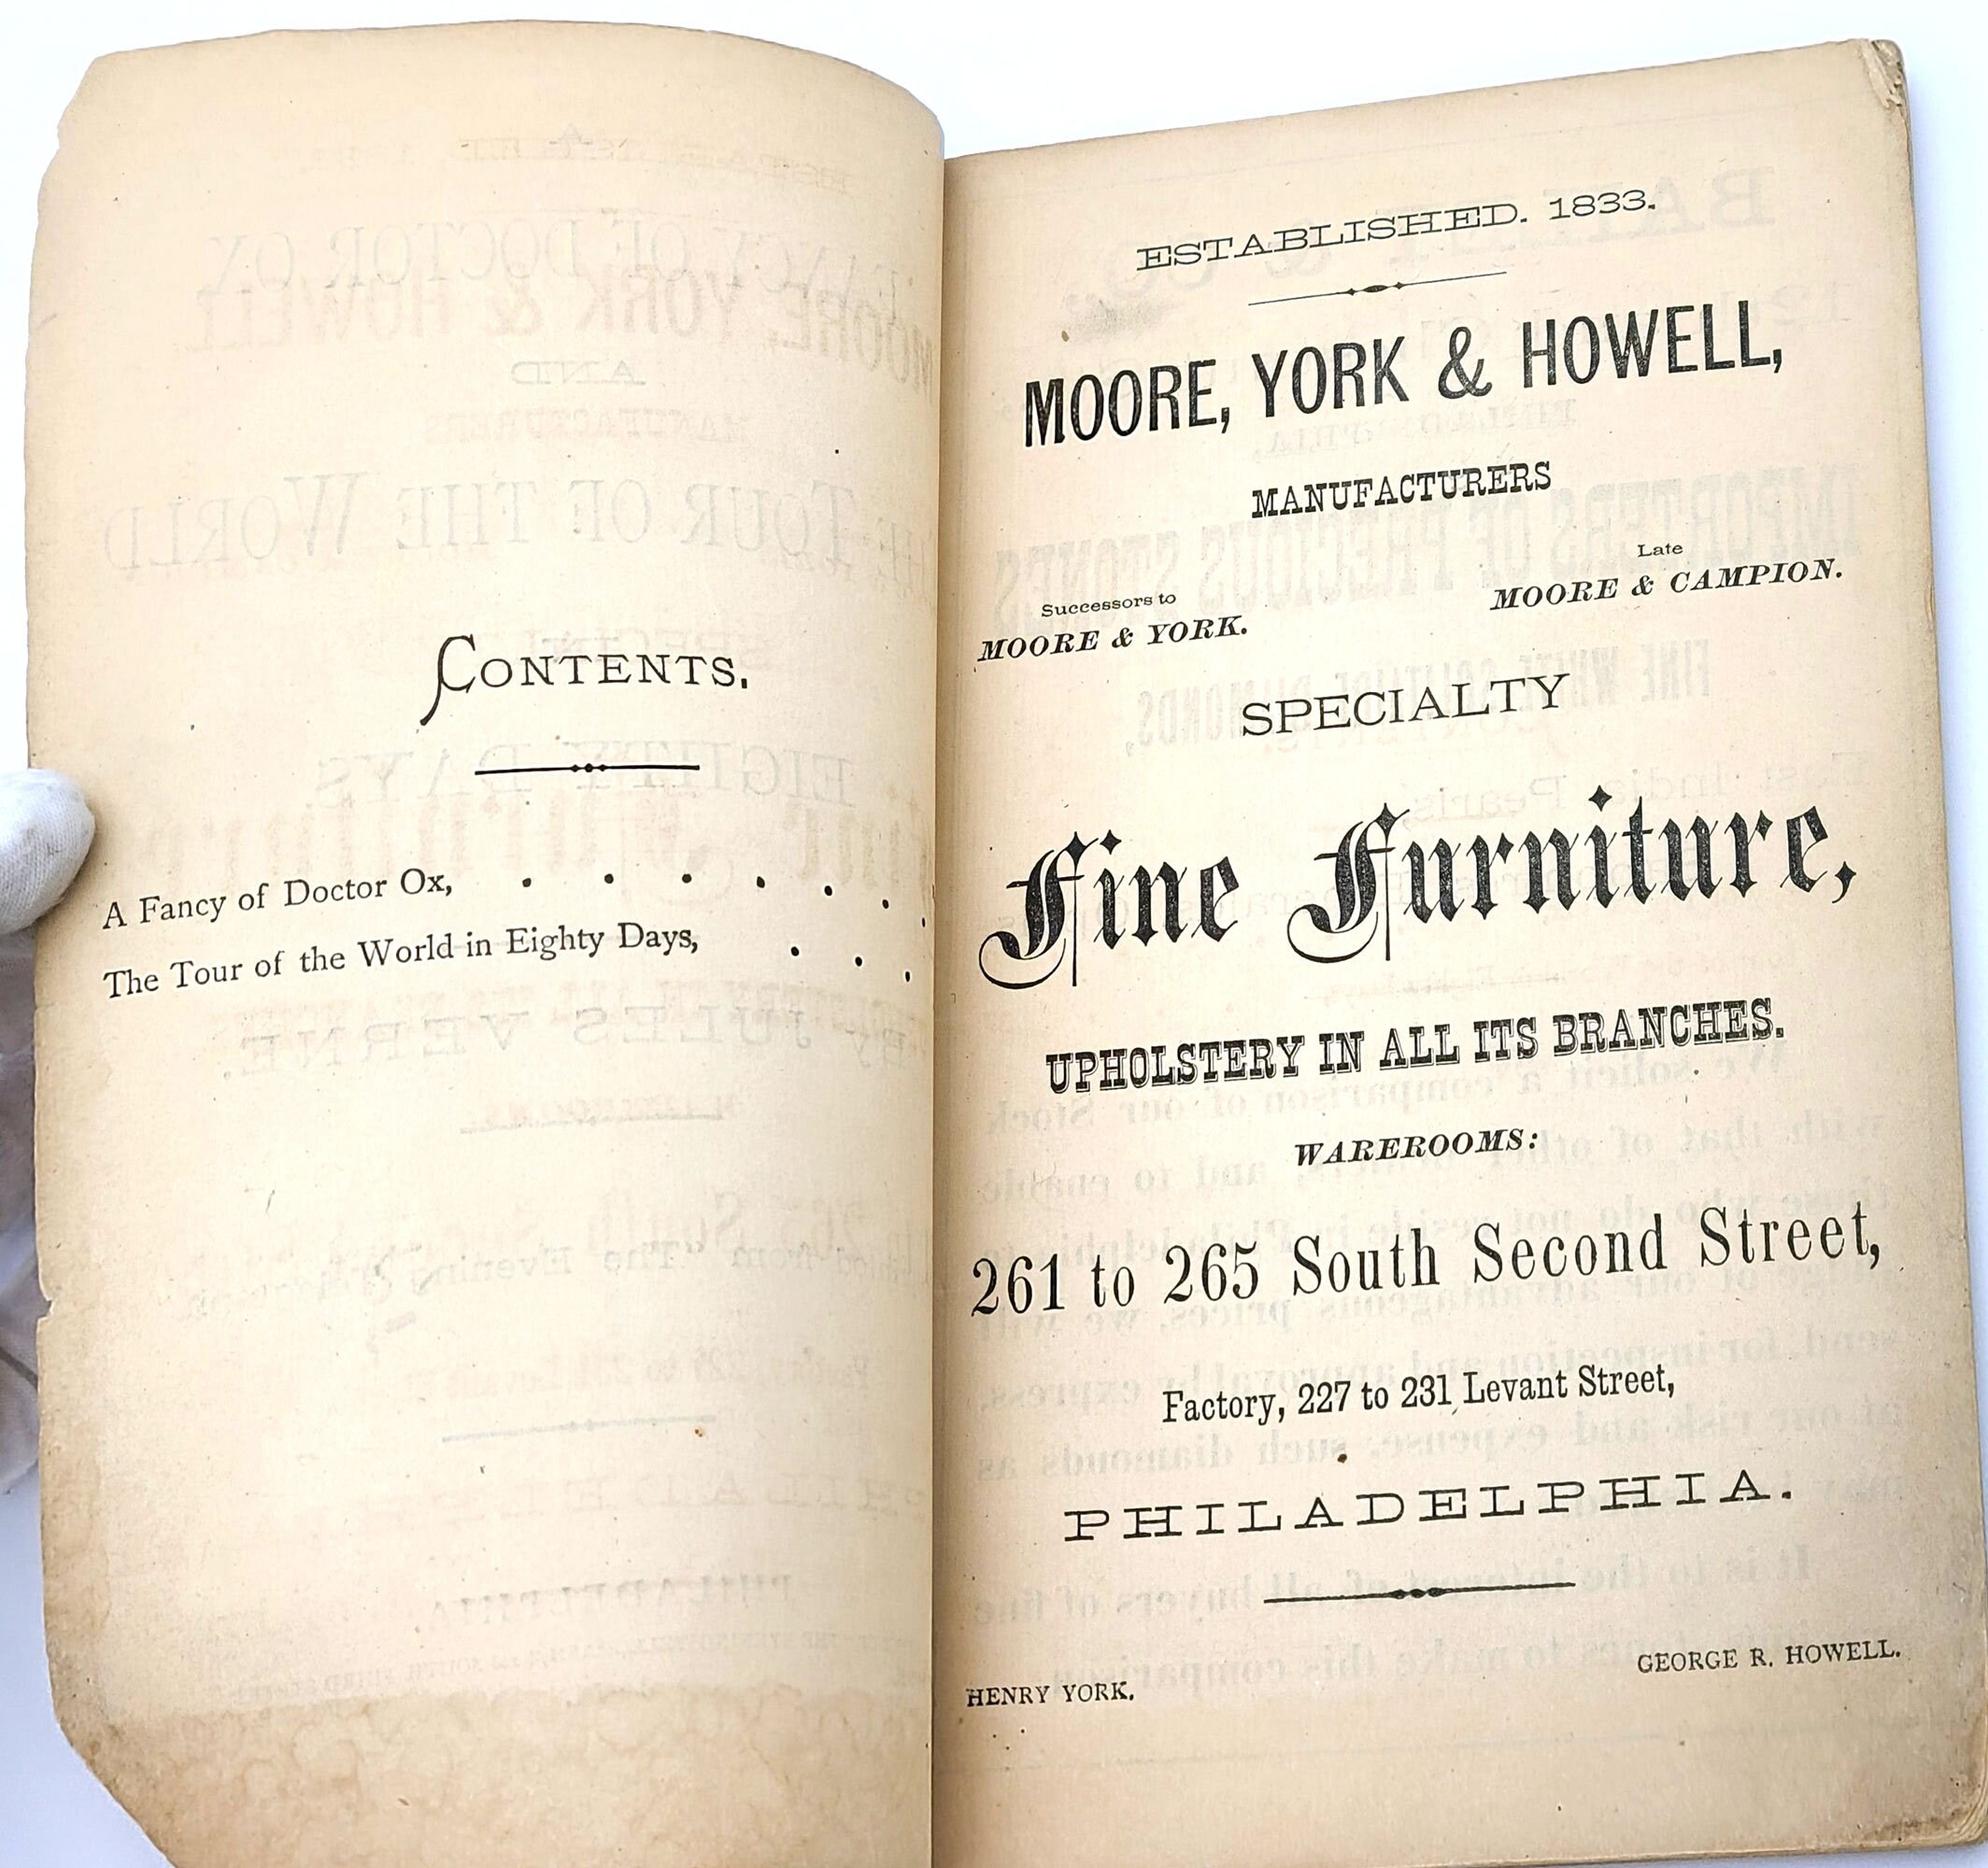 CONTENTS.
A Fancy of Doctor Ox, . . . . . . .
The Tour of the World in Eighty Days, . . .
ESTABLISHED. 1833.
MOORE, YORK & HOWELL,
MANUFACTURERS
Successors to
MOORE & YORK.
Late
MOORE & CAMPION.
SPECIALTY
Fine Furniture,
UPHOLSTERY IN ALL ITS BRANCHES.
WAREROOMS:
261 to 265 South Second Street,
Factory, 227 to 231 Levant Street,
PHILADELPHIA.
HENRY YORK.
GEORGE R. HOWELL.